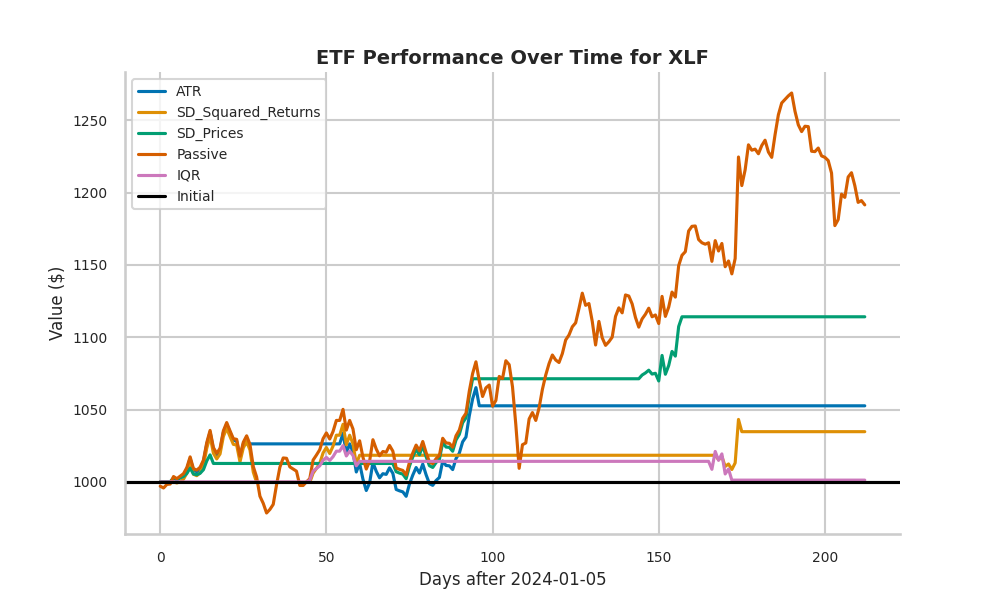 ETF Performance Over Time for XLF
ATR
SD_Squared_Returns
SD_Prices
Passive
IQR
Initial
Value ($)
1250
1200
1150
1100
1050
1000
0
50
100
150
200
Days after 2024-01-05